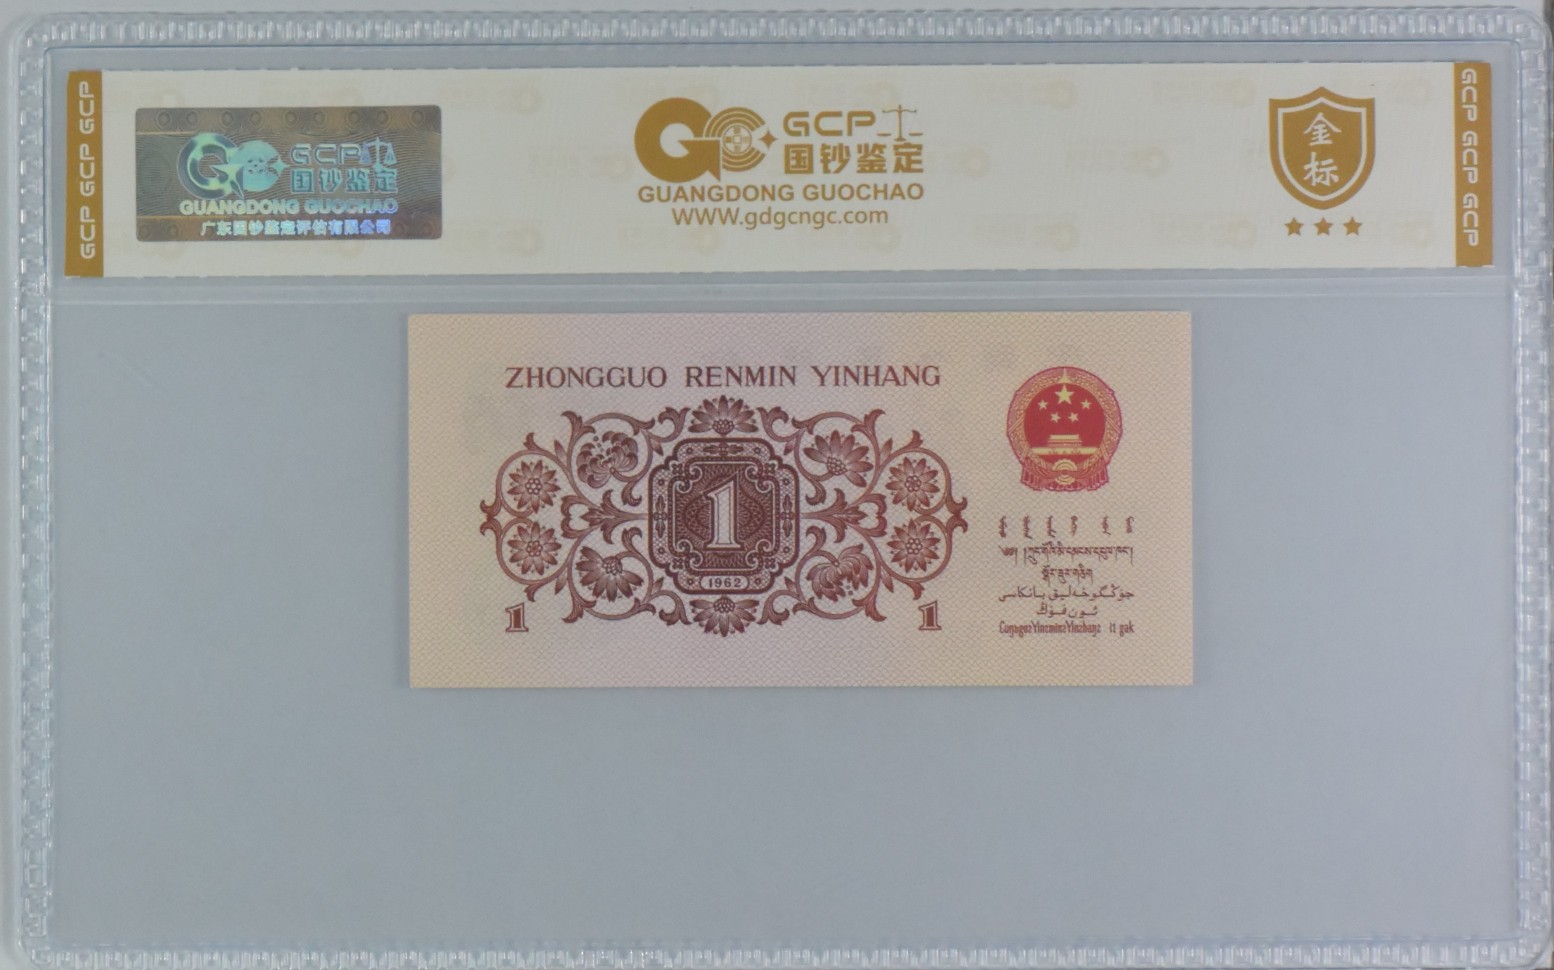 GCP GCP GCP
GCP
国钞鉴定
GUANGDONG GUOCHAO
广东国钞鉴定评估有限公司
GCP
国钞鉴定
GUANGDONG GUOCHAO
WWW.gdgcngc.com
金
标
GCP GCP GCP
ZHONGGUO RENMIN YINHANG
1
1962
1
1